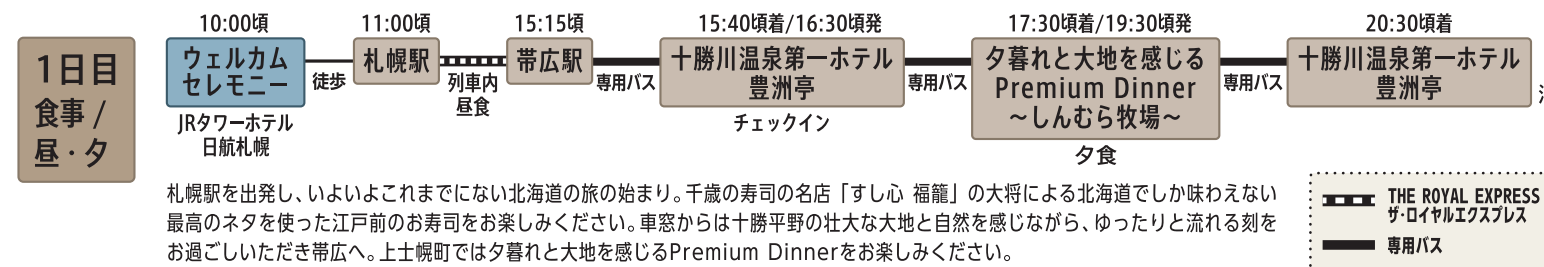 1日目
食事 /
昼・夕
10:00頃
ウェルカム
セレモニー
JRタワーホテル
日航札幌
徒歩
11:00頃
札幌駅
列車内
昼食
15:15頃
帯広駅
専用バス
15:40頃着/16:30頃発
十勝川温泉第一ホテル
豊洲亭
チェックイン
専用バス
17:30頃着/19:30頃発
夕暮れと大地を感じる
Premium Dinner
～しんむら牧場～
夕食
専用バス
20:30頃着
十勝川温泉第一ホテル
豊洲亭
札幌駅を出発し、いよいよこれまでにない北海道の旅の始まり。千歳の寿司の名店「すし心 福籠」の大将による北海道でしか味わえない
最高のネタを使った江戸前のお寿司をお楽しみください。車窓からは十勝平野の壮大な大地と自然を感じながら、ゆったりと流れる刻を
お過ごしいただき帯広へ。上士幌町では夕暮れと大地を感じるPremium Dinnerをお楽しみください。
THE ROYAL EXPRESS
ザ・ロイヤルエクスプレス
専用バス